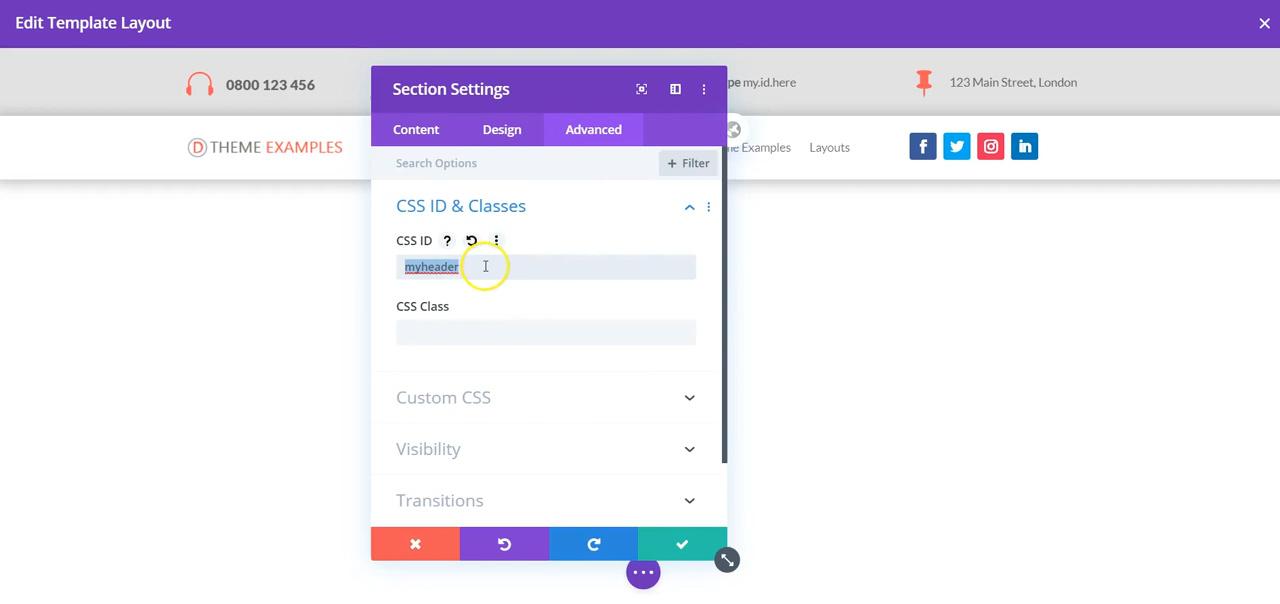 Edit Template Layout
0800 123 456
pe my.id.here
123 Main Street, London
Section Settings
Content Design Advanced
D THEME EXAMPLES
Examples Layouts
Search Options
+ Filter
CSS ID & Classes
CSS ID ?
myheader
CSS Class
Custom CSS
Visibility
Transitions